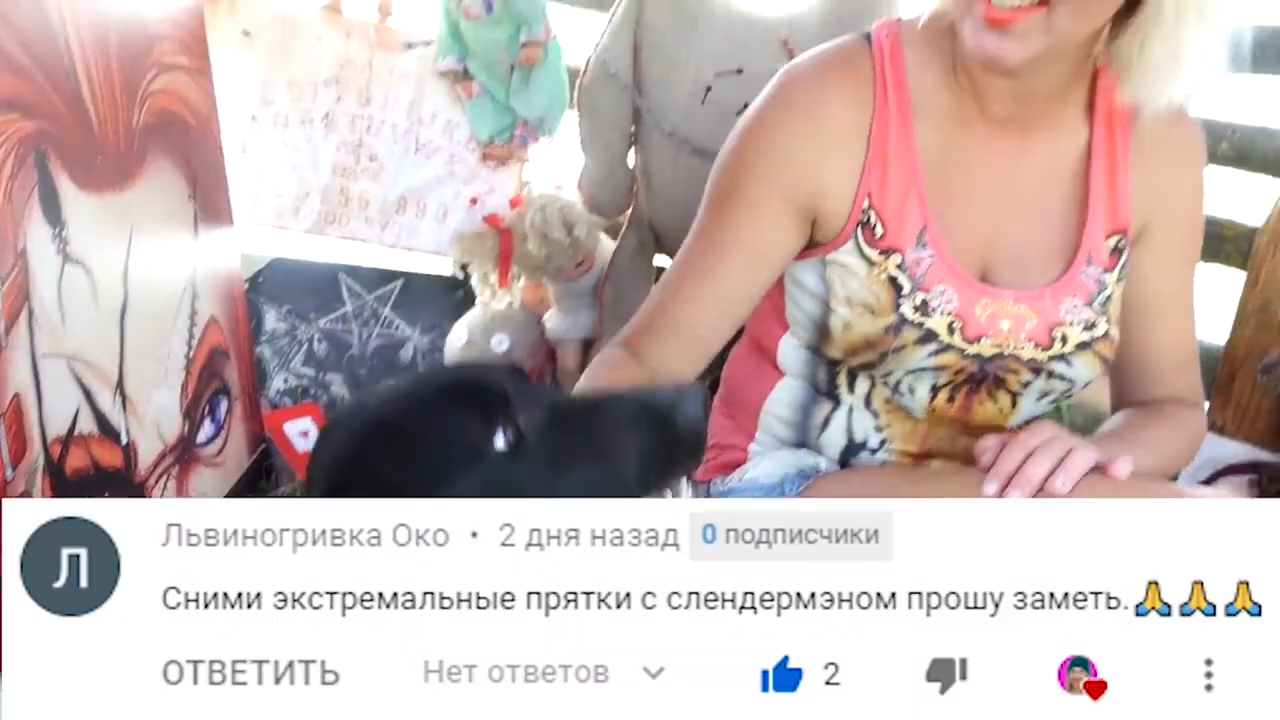 Львиногривка Око • 2 дня назад 0 подписчики
Сними экстремальные прятки с слендермэном прошу заметь.🙏🙏🙏
ОТВЕТИТЬ Нет ответов 2